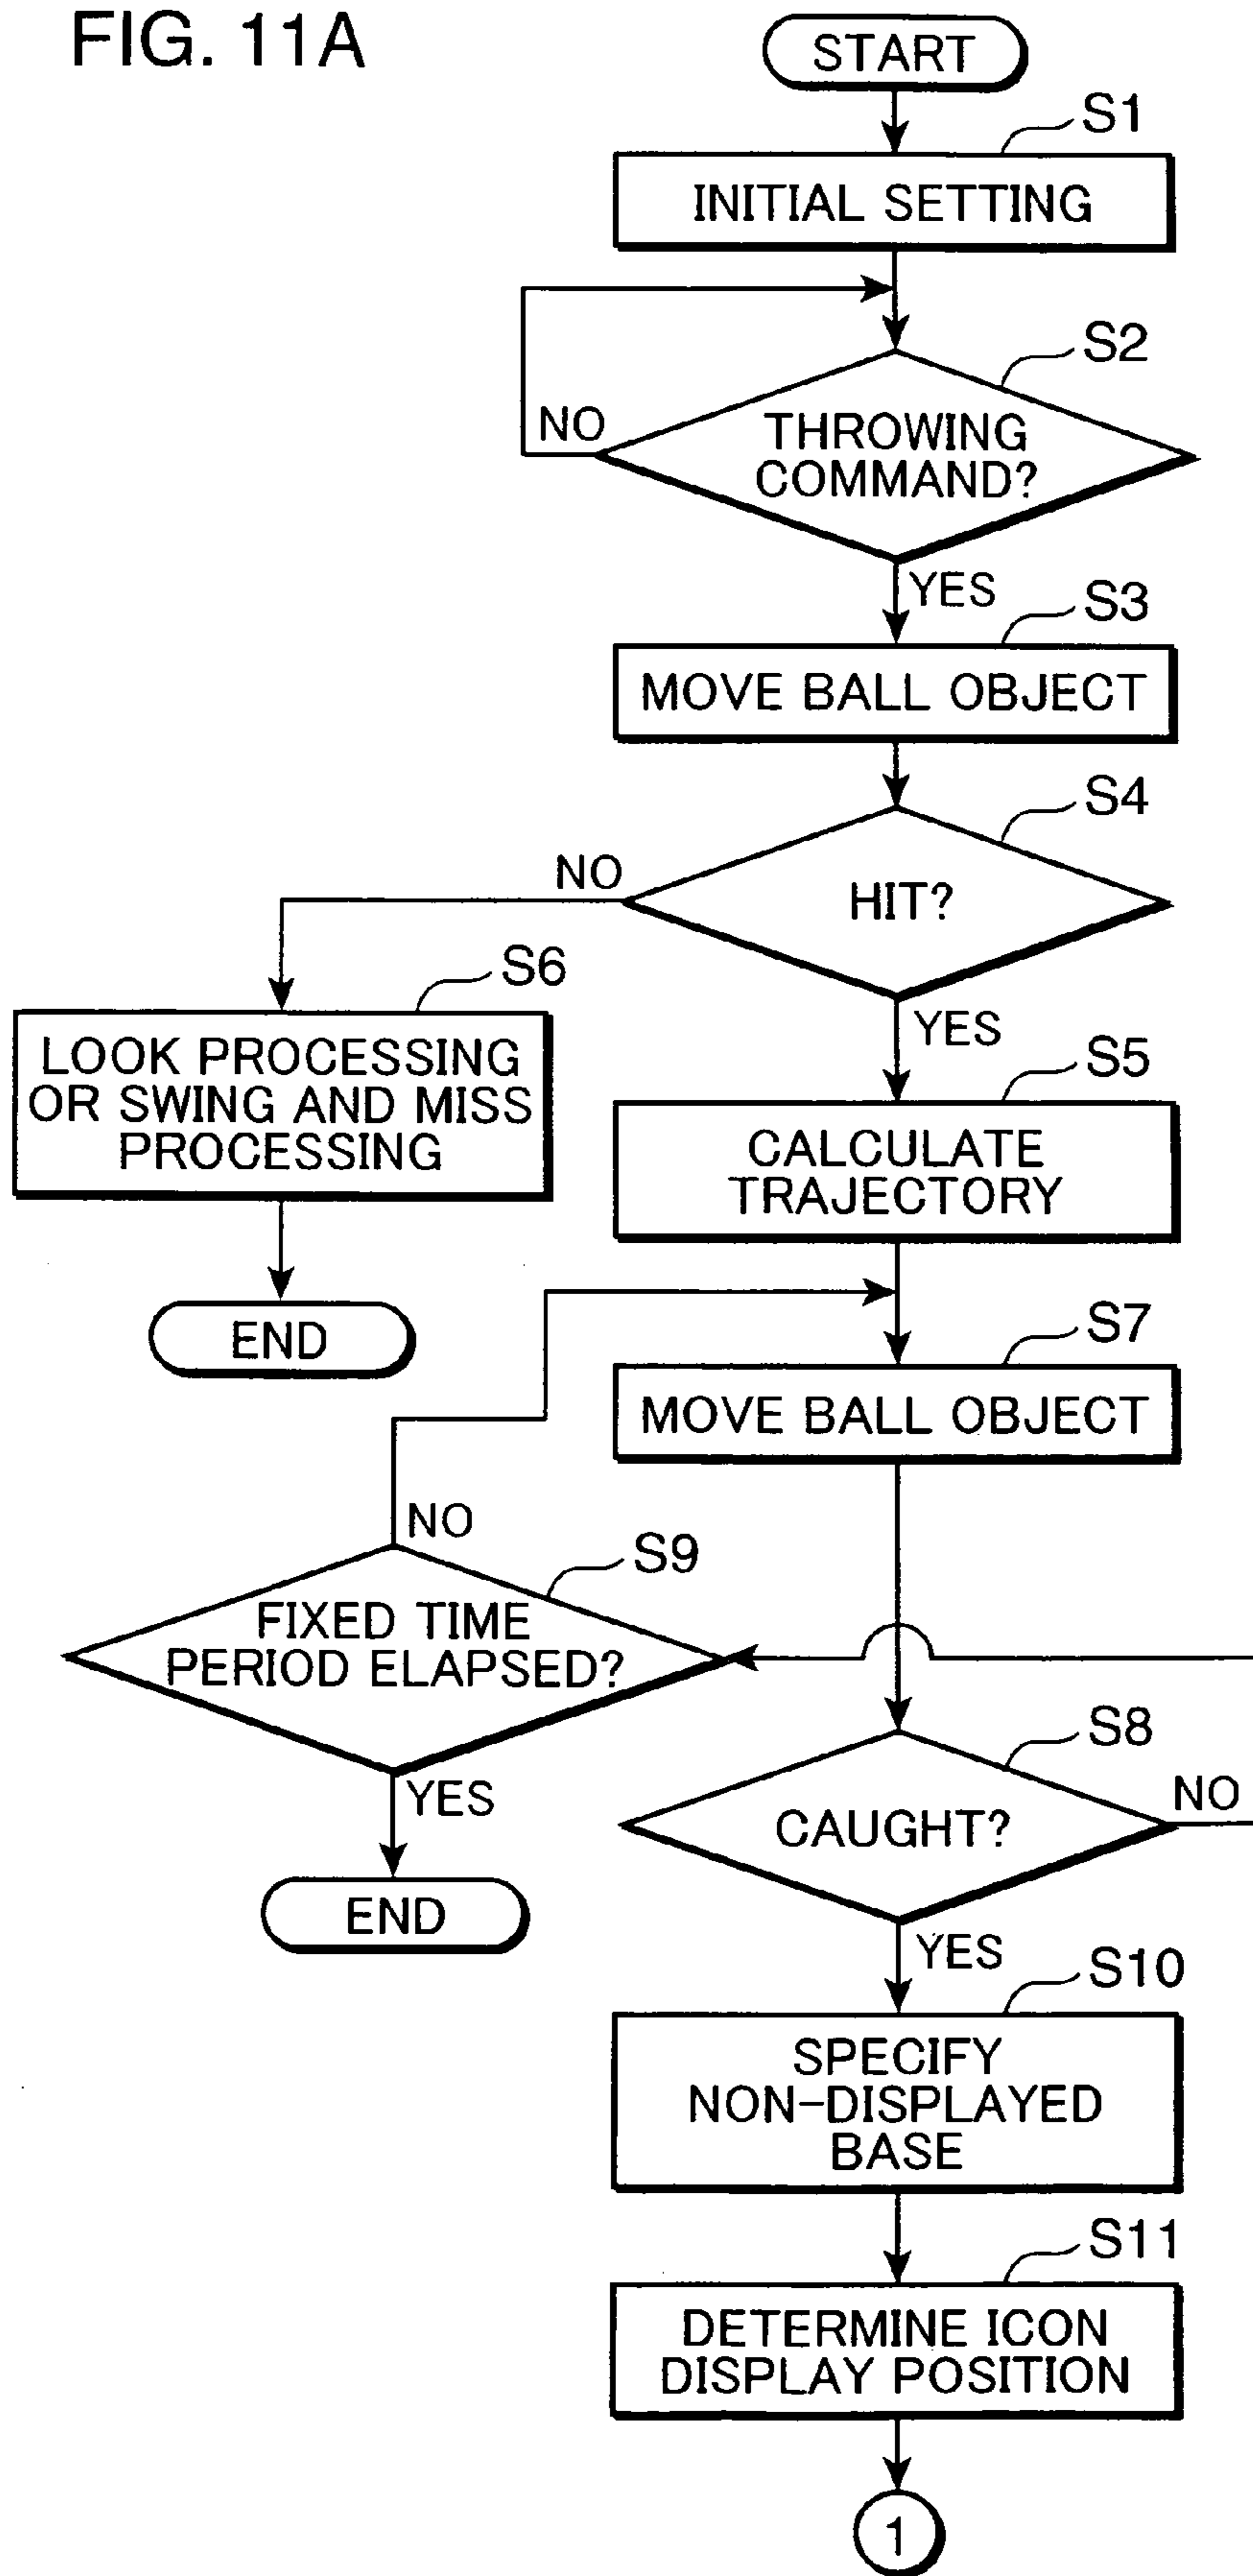 FIG. 11A
START
S1
INITIAL SETTING
S2
THROWING
COMMAND?
NO
YES
S3
MOVE BALL OBJECT
S4
HIT?
NO
YES
S6
LOOK PROCESSING
OR SWING AND MISS
PROCESSING
END
S5
CALCULATE
TRAJECTORY
S7
MOVE BALL OBJECT
NO
S9
FIXED TIME
PERIOD ELAPSED?
YES
END
S8
CAUGHT?
NO
YES
S10
SPECIFY
NON-DISPLAYED
BASE
S11
DETERMINE ICON
DISPLAY POSITION
1